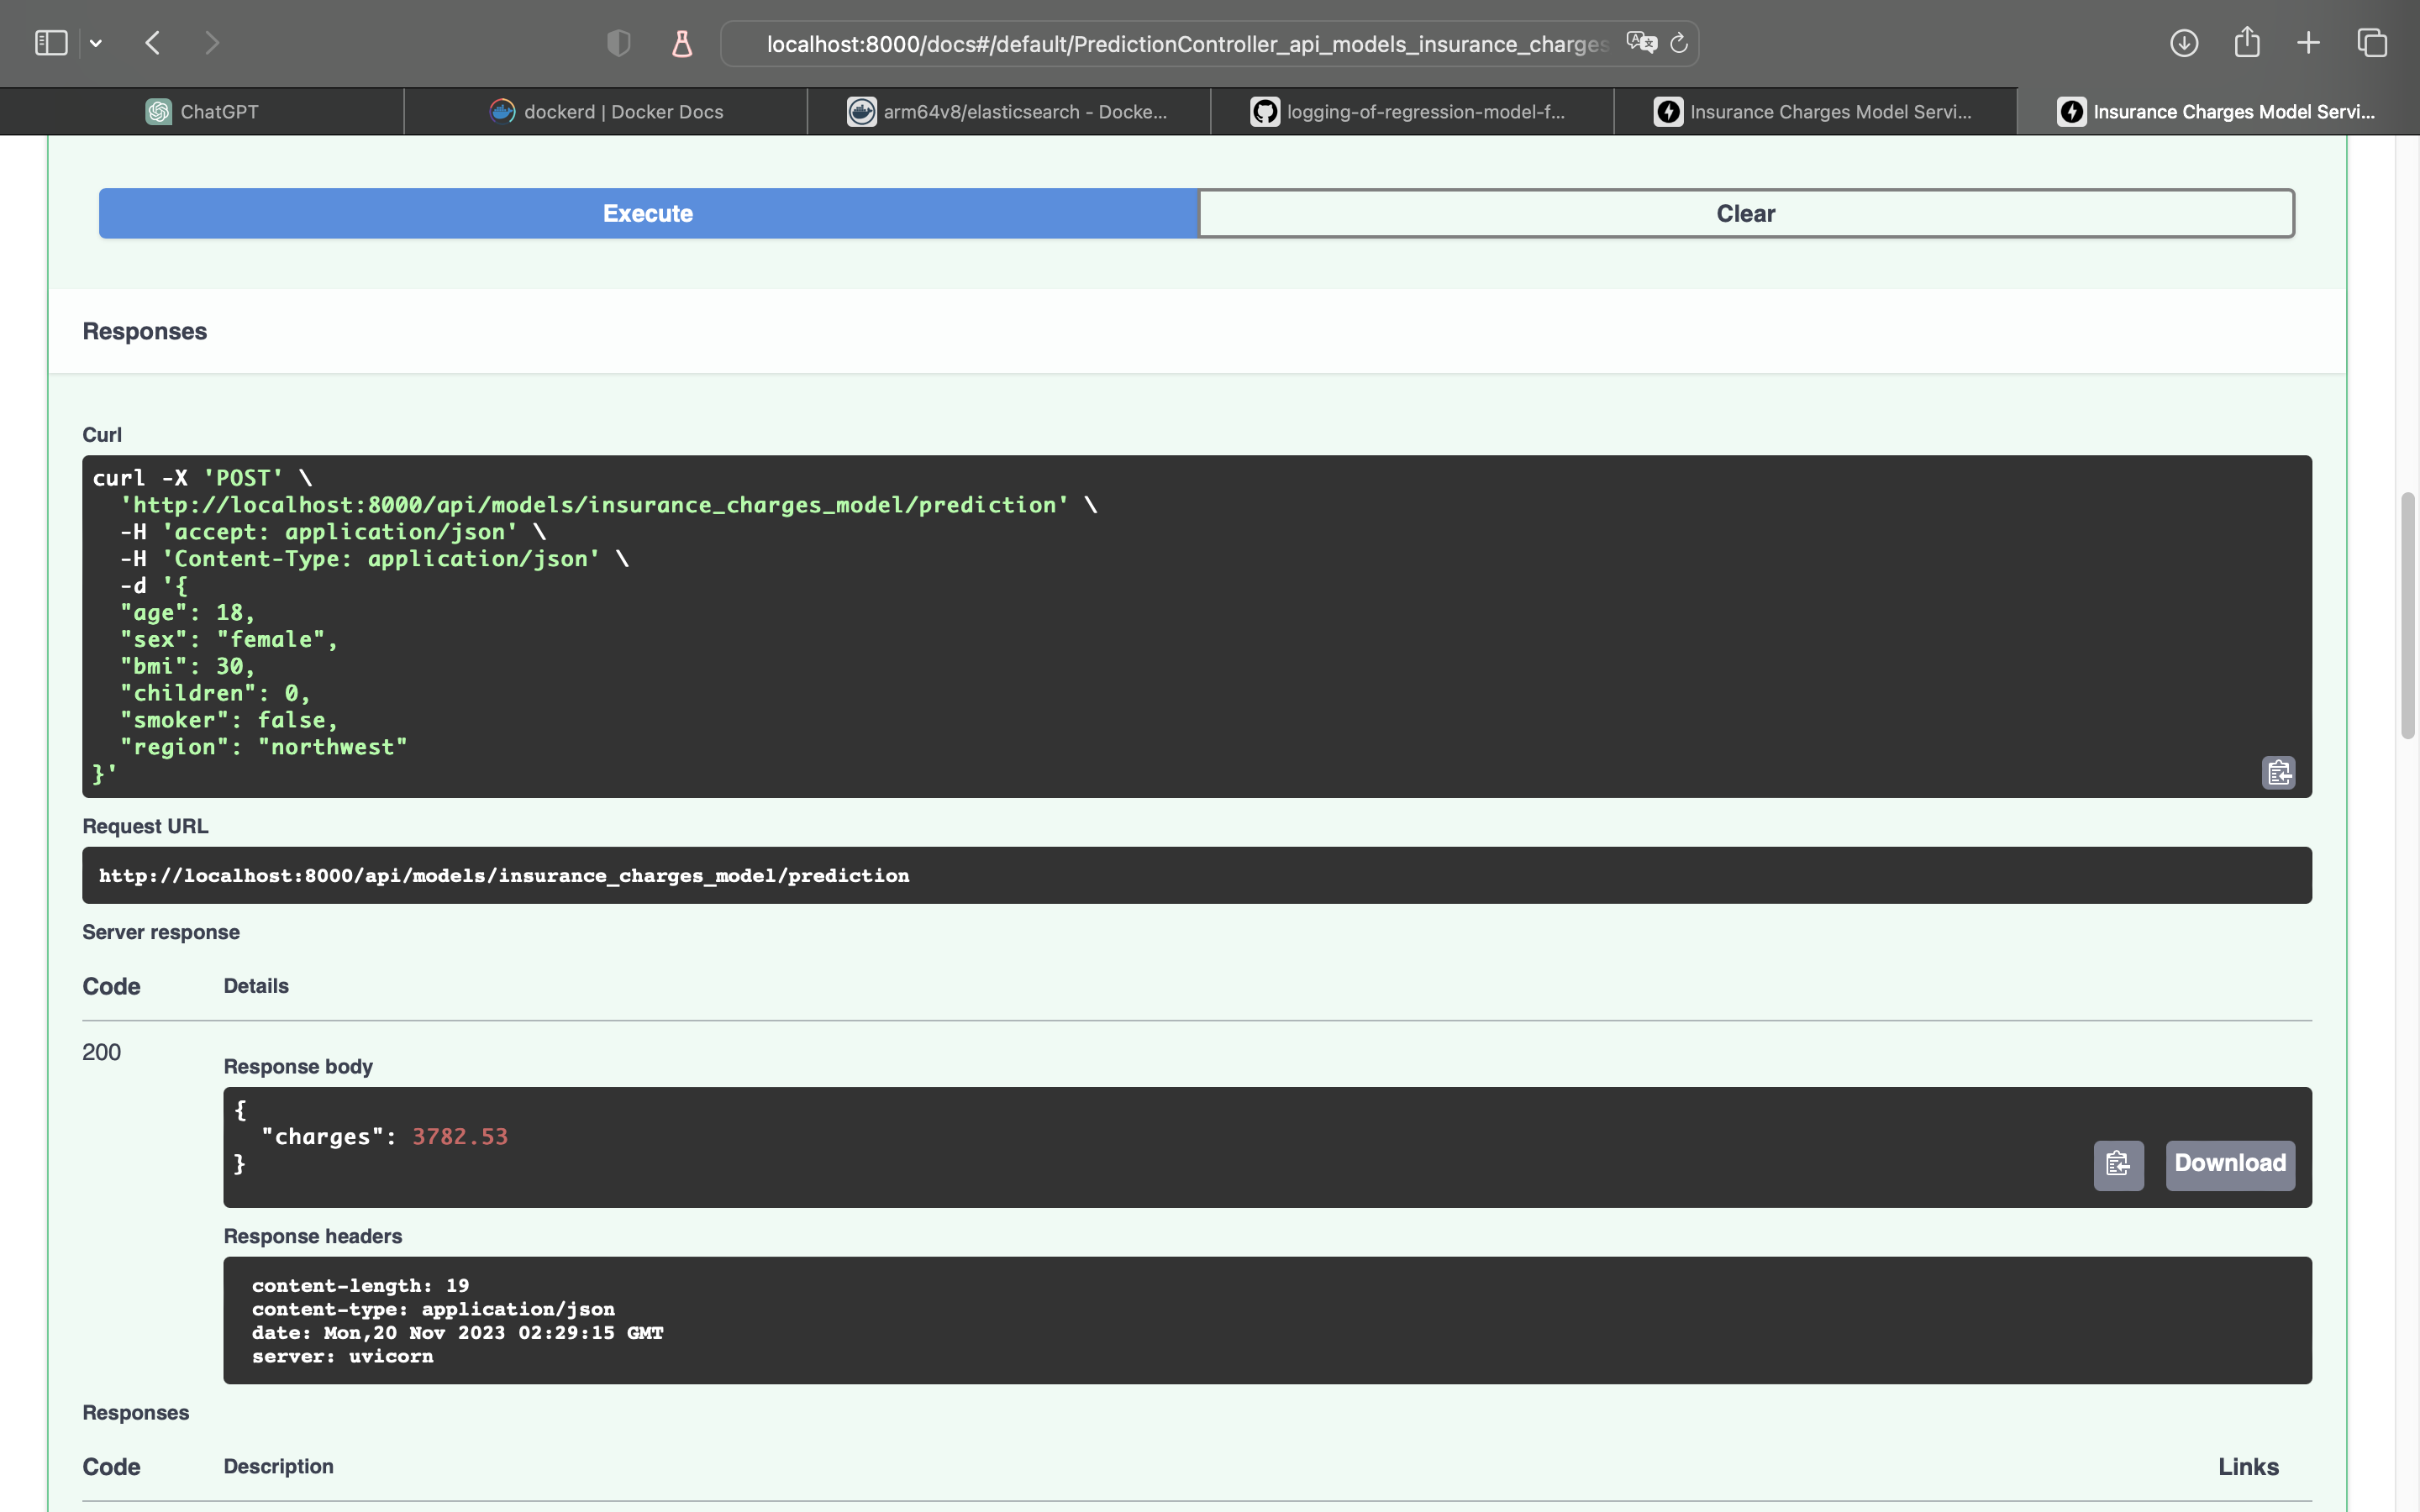 localhost:8000/docs#/default/PredictionController_api_models_insurance_charges
ChatGPT
dockerd | Docker Docs
arm64v8/elasticsearch - Docke...
logging-of-regression-model-f...
Insurance Charges Model Servi...
Insurance Charges Model Servi...
Execute
Clear
Responses
Curl
curl -X 'POST' \
  'http://localhost:8000/api/models/insurance_charges_model/prediction' \
  -H 'accept: application/json' \
  -H 'Content-Type: application/json' \
  -d '{
  "age": 18,
  "sex": "female",
  "bmi": 30,
  "children": 0,
  "smoker": false,
  "region": "northwest"
}'
Request URL
http://localhost:8000/api/models/insurance_charges_model/prediction
Server response
Code Details
200
Response body
{
  "charges": 3782.53
}
Download
Response headers
content-length: 19
content-type: application/json
date: Mon,20 Nov 2023 02:29:15 GMT
server: uvicorn
Responses
Code Description Links